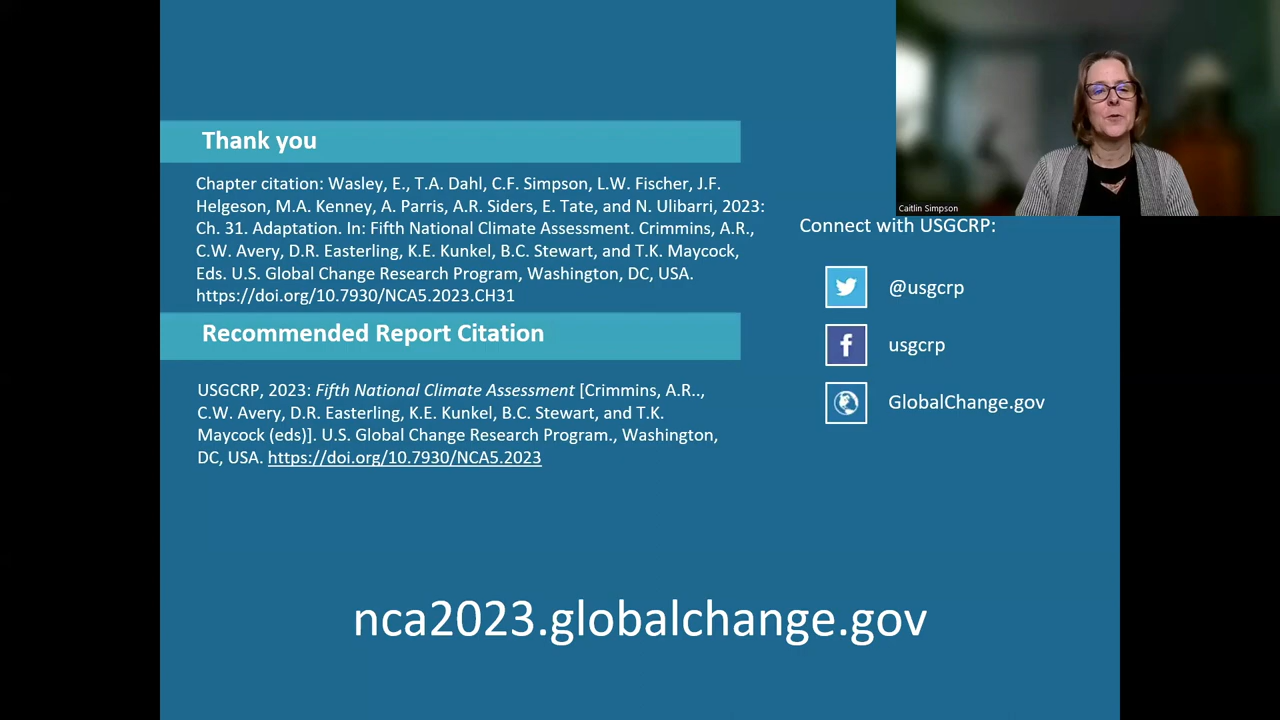 Thank you
Chapter citation: Wasley, E., T.A. Dahl, C.F. Simpson, L.W. Fischer, J.F.
Helgeson, M.A. Kenney, A. Parris, A.R. Siders, E. Tate, and N. Ulibarri, 2023:
Ch. 31. Adaptation. In: Fifth National Climate Assessment. Crimmins, A.R.,
C.W. Avery, D.R. Easterling, K.E. Kunkel, B.C. Stewart, and T.K. Maycock,
Eds. U.S. Global Change Research Program, Washington, DC, USA.
https://doi.org/10.7930/NCA5.2023.CH31
Recommended Report Citation
USGCRP, 2023: Fifth National Climate Assessment [Crimmins, A.R..,
C.W. Avery, D.R. Easterling, K.E. Kunkel, B.C. Stewart, and T.K.
Maycock (eds)]. U.S. Global Change Research Program., Washington,
DC, USA. https://doi.org/10.7930/NCA5.2023
Caitlin Simpson
Connect with USGCRP:
@usgcrp
usgcrp
GlobalChange.gov
nca2023.globalchange.gov